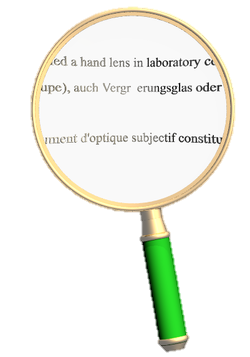 led a hand lens in laboratory co
upe), auch Vergr erungsglas oder
ument d'optique subjectif constitu